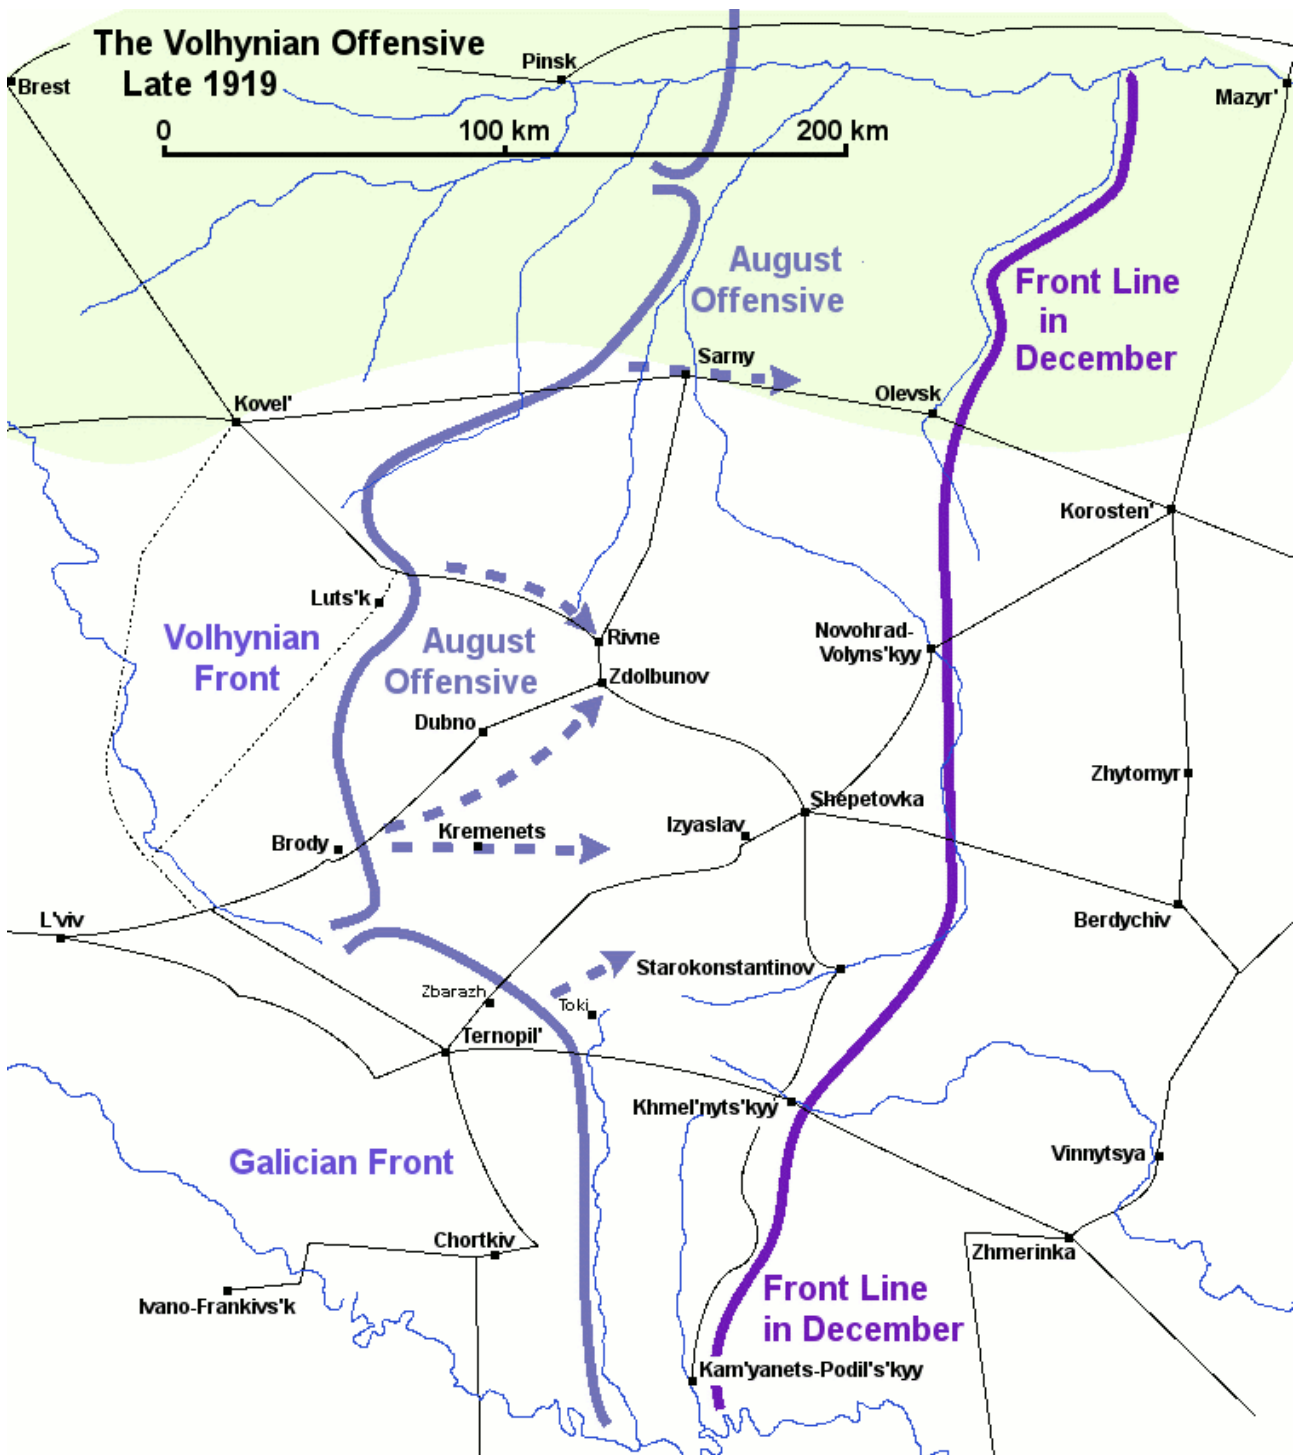 The Volhynian Offensive
Late 1919
Brest
Pinsk
Mazyr'
0
100 km
200 km
August
Offensive
Front Line
in
December
Sarny
Olevsk
Kovel'
Korosten'
Luts'k
Volhynian
Front
August
Offensive
Rivne
Zdolbunov
Novohrad-
Volyns'kyy
Dubno
Zhytomyr
Shepetovka
Izyaslav
Kremenets
Brody
L'viv
Berdychiv
Starokonstantinov
Zbarazh
Toki
Ternopil'
Khmel'nyts'kyy
Galician Front
Vinnytsya
Chortkiv
Zhmerinka
Ivano-Frankivs'k
Front Line
in December
Kam'yanets-Podil's'kyy